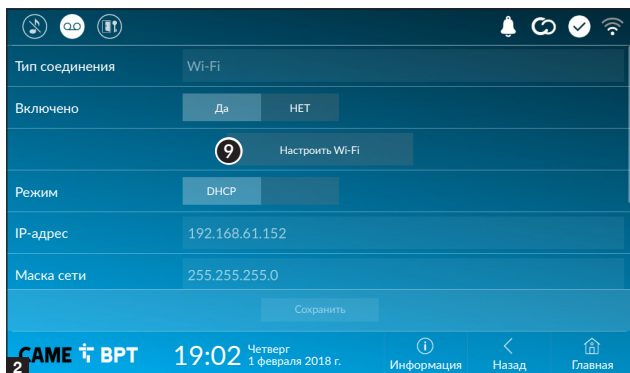 Тип соединения Wi-Fi
Включено Да НЕТ
9 Настроить Wi-Fi
Режим DHCP
IP-адрес 192.168.61.152
Маска сети 255.255.255.0
Сохранить
2 CAME BPT 19:02 Четверг
1 февраля 2018 г.
Информация Назад Главная